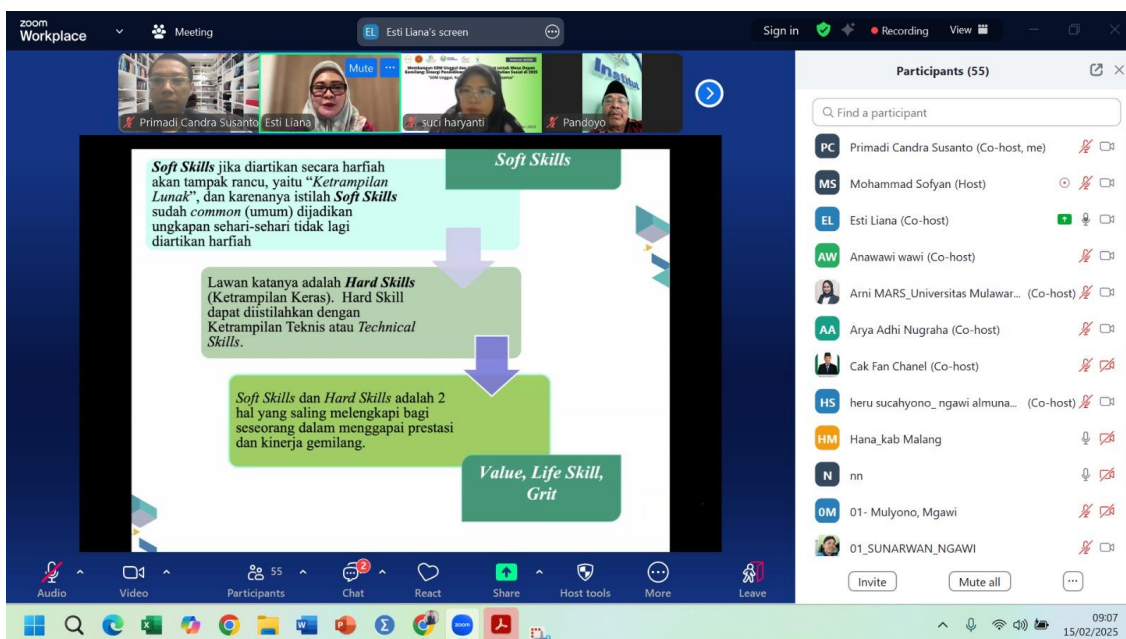 zoom
Workplace
Meeting
EL Esti Liana's screen
Sign in
Recording
View
Primadi Candra Susanto
Mute
Esti Liana
suci haryanti
Institut
Pandoyo
Soft Skills
Soft Skills jika diartikan secara harfiah
akan tampak rancu, yaitu “Ketrampilan
Lunak”, dan karenanya istilah Soft Skills
sudah common (umum) dijadikan
ungkapan sehari-sehari tidak lagi
diartikan harfiah
Lawan katanya adalah Hard Skills
(Ketrampilan Keras). Hard Skill
dapat diistilahkan dengan
Ketrampilan Teknis atau Technical
Skills.
Soft Skills dan Hard Skills adalah 2
hal yang saling melengkapi bagi
seseorang dalam menggapai prestasi
dan kinerja gemilang.
Value, Life Skill,
Grit
Participants (55)
Find a participant
PC Primadi Candra Susanto (Co-host, me)
MS Mohammad Sofyan (Host)
EL Esti Liana (Co-host)
AW Anawawi wawi (Co-host)
Arni MARS_Universitas Mulawar... (Co-host)
AA Arya Adhi Nugraha (Co-host)
Cak Fan Chanel (Co-host)
HS heru sucahyono_ ngawi almuna... (Co-host)
HM Hana_kab Malang
N nn
0M 01- Mulyono, Mgawi
01_SUNARWAN_NGAWI
Invite
Mute all
Audio
Video
55
Participants
2
Chat
React
Share
Host tools
More
Leave
09:07
15/02/2025